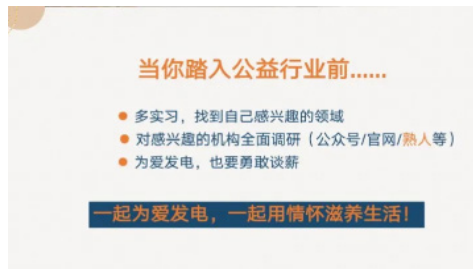 当你踏入公益行业前......
多实习，找到自己感兴趣的领域
对感兴趣的机构全面调研（公众号/官网/熟人等）
为爱发电，也要勇敢谈薪
一起为爱发电，一起用情怀滋养生活！